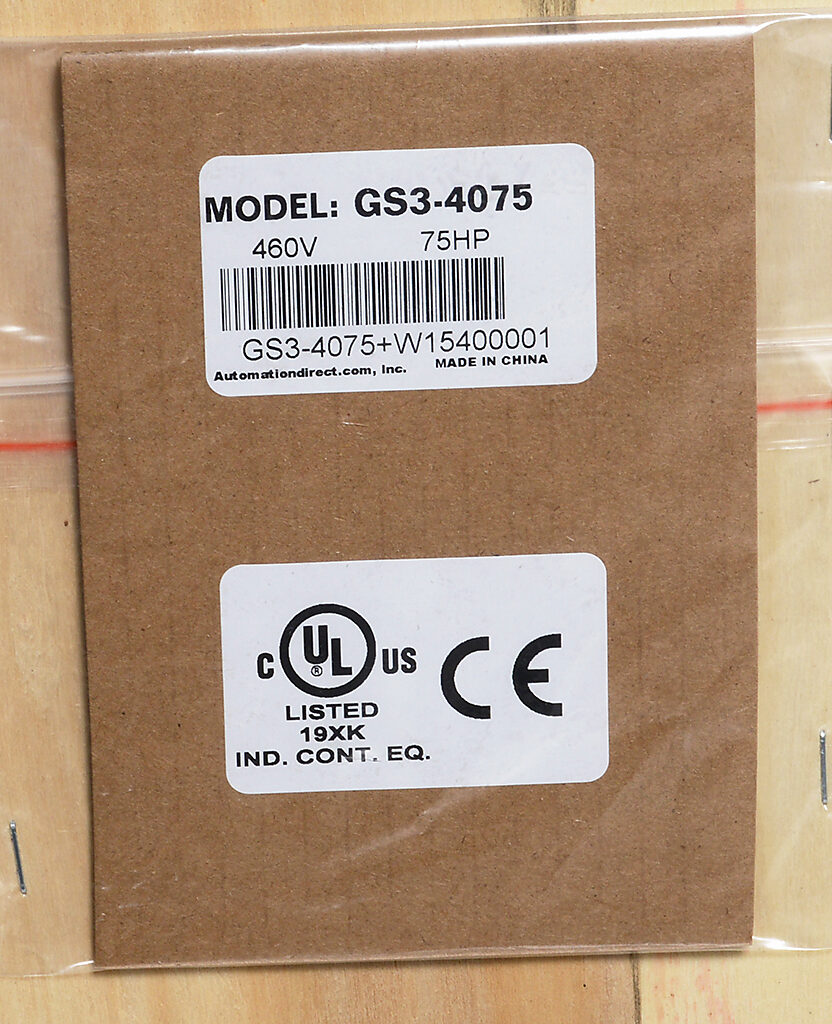 MODEL: GS3-4075
460V 75HP
GS3-4075+W15400001
Automationdirect.com, Inc. MADE IN CHINA
C UL® US CE
LISTED
19XK
IND. CONT. EQ.